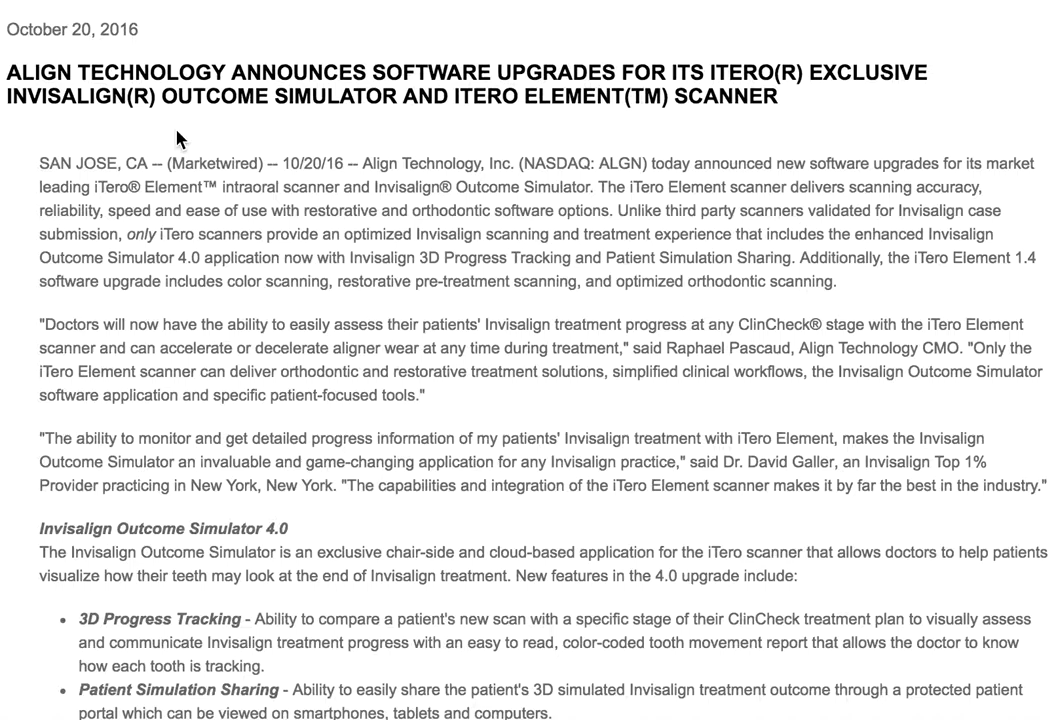 October 20, 2016
ALIGN TECHNOLOGY ANNOUNCES SOFTWARE UPGRADES FOR ITS ITERO(R) EXCLUSIVE
INVISALIGN(R) OUTCOME SIMULATOR AND ITERO ELEMENT(TM) SCANNER
SAN JOSE, CA -- (Marketwired) -- 10/20/16 -- Align Technology, Inc. (NASDAQ: ALGN) today announced new software upgrades for its market
leading iTero® Element™ intraoral scanner and Invisalign® Outcome Simulator. The iTero Element scanner delivers scanning accuracy,
reliability, speed and ease of use with restorative and orthodontic software options. Unlike third party scanners validated for Invisalign case
submission, only iTero scanners provide an optimized Invisalign scanning and treatment experience that includes the enhanced Invisalign
Outcome Simulator 4.0 application now with Invisalign 3D Progress Tracking and Patient Simulation Sharing. Additionally, the iTero Element 1.4
software upgrade includes color scanning, restorative pre-treatment scanning, and optimized orthodontic scanning.
"Doctors will now have the ability to easily assess their patients' Invisalign treatment progress at any ClinCheck® stage with the iTero Element
scanner and can accelerate or decelerate aligner wear at any time during treatment," said Raphael Pascaud, Align Technology CMO. "Only the
iTero Element scanner can deliver orthodontic and restorative treatment solutions, simplified clinical workflows, the Invisalign Outcome Simulator
software application and specific patient-focused tools."
"The ability to monitor and get detailed progress information of my patients' Invisalign treatment with iTero Element, makes the Invisalign
Outcome Simulator an invaluable and game-changing application for any Invisalign practice," said Dr. David Galler, an Invisalign Top 1%
Provider practicing in New York, New York. "The capabilities and integration of the iTero Element scanner makes it by far the best in the industry."
Invisalign Outcome Simulator 4.0
The Invisalign Outcome Simulator is an exclusive chair-side and cloud-based application for the iTero scanner that allows doctors to help patients
visualize how their teeth may look at the end of Invisalign treatment. New features in the 4.0 upgrade include:
• 3D Progress Tracking - Ability to compare a patient's new scan with a specific stage of their ClinCheck treatment plan to visually assess
and communicate Invisalign treatment progress with an easy to read, color-coded tooth movement report that allows the doctor to know
how each tooth is tracking.
• Patient Simulation Sharing - Ability to easily share the patient's 3D simulated Invisalign treatment outcome through a protected patient
portal which can be viewed on smartphones, tablets and computers.